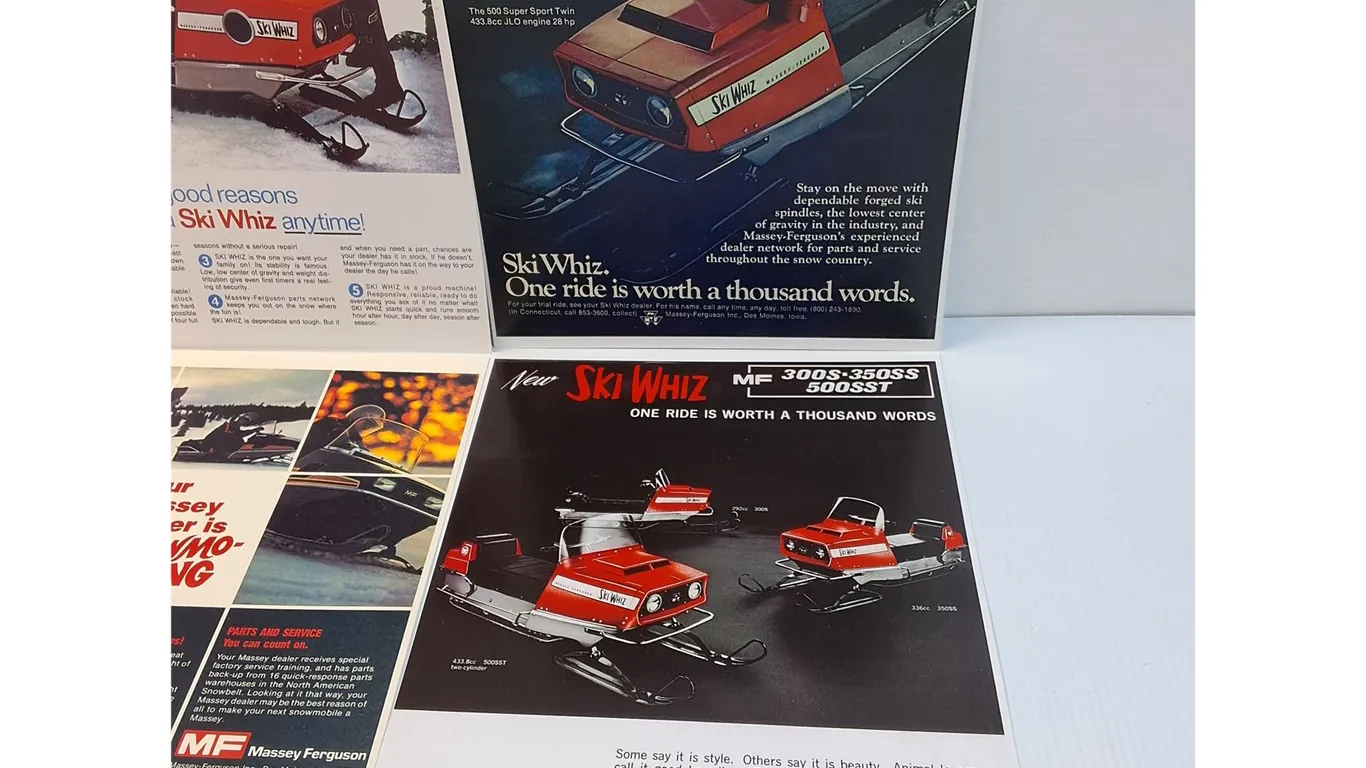 SKI WHIZ
The 500 Super Sport Twin
433.8cc JLO engine 28 hp
SKI WHIZ MASSEY-FERGUSON
good reasons
Ski Whiz anytime!
seasons without a serious repair!
3 SKI WHIZ is the one you want your
family on! Its stability is famous.
Low, low center of gravity and weight dis-
tribution give even first timers a real feel-
ing of security.
4 Massey-Ferguson parts network
keeps you out on the snow where
the fun is!
SKI WHIZ is dependable and tough. But if
and when you need a part, chances are
your dealer has it in stock. If he doesn't,
Massey-Ferguson has it on the way to your
dealer the day he calls!
5 SKI WHIZ is a proud machine!
Responsive, reliable, ready to do
everything you ask of it, no matter what!
SKI WHIZ starts quick and runs smooth
hour after hour, day after day, season after
season.
Stay on the move with
dependable forged ski
spindles, the lowest center
of gravity in the industry, and
Massey-Ferguson's experienced
dealer network for parts and service
throughout the snow country.
Ski Whiz.
One ride is worth a thousand words.
For your trial ride, see your Ski Whiz dealer. For his name, call any time, any day, toll free, (800) 243-1890.
(In Connecticut, call 853-3600, collect) Massey-Ferguson Inc., Des Moines, Iowa.
New SKI WHIZ MF 300S·350SS
500SST
ONE RIDE IS WORTH A THOUSAND WORDS
292cc 300S
SKI WHIZ
SKI WHIZ
MASSEY-FERGUSON SKI WHIZ
336cc 350SS
433.8cc 500SST
two cylinder
Some say it is style. Others say it is beauty.
MF
er is
PARTS AND SERVICE
You can count on.
Your Massey dealer receives special
factory service training, and has parts
back-up from 16 quick-response parts
warehouses in the North American
Snowbelt. Looking at it that way, your
Massey dealer may be the best reason of
all to make your next snowmobile a
Massey.
MF Massey Ferguson